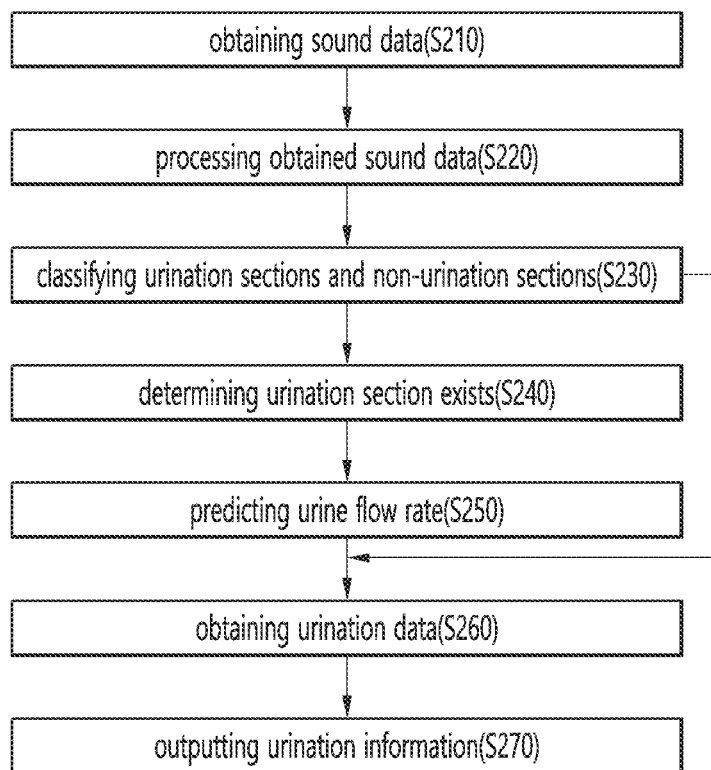 obtaining sound data(S210)
processing obtained sound data(S220)
classifying urination sections and non-urination sections(S230)
determining urination section exists(S240)
predicting urine flow rate(S250)
obtaining urination data(S260)
outputting urination information(S270)